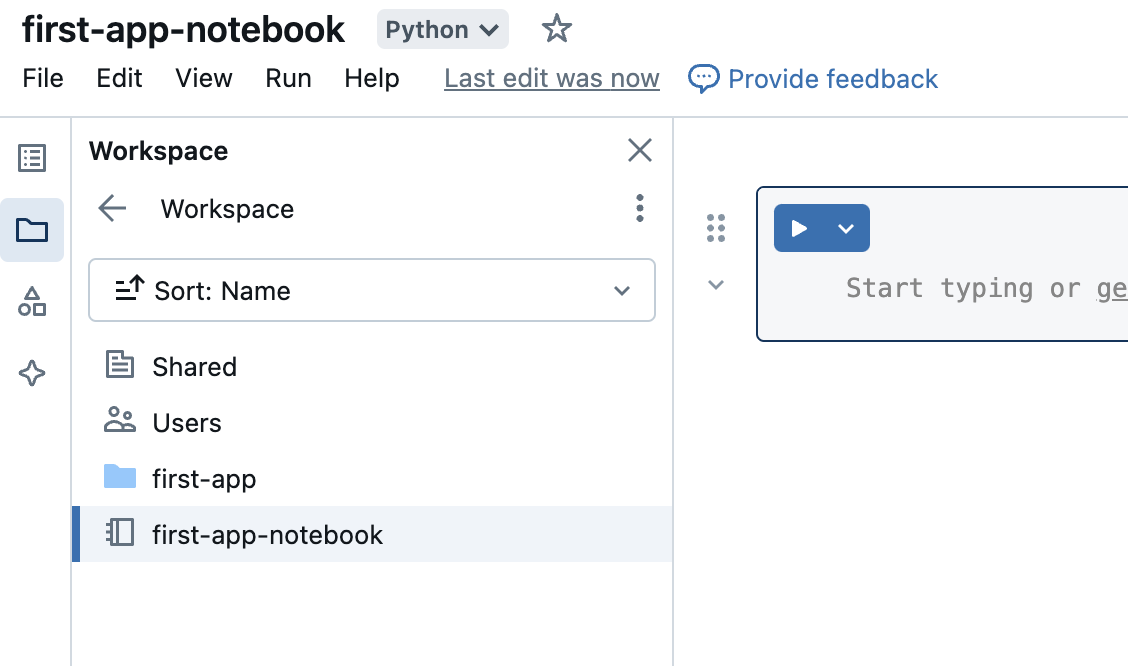 first-app-notebook Python
File Edit View Run Help Last edit was now Provide feedback
Workspace
Workspace
Sort: Name
Start typing or
Shared
Users
first-app
first-app-notebook